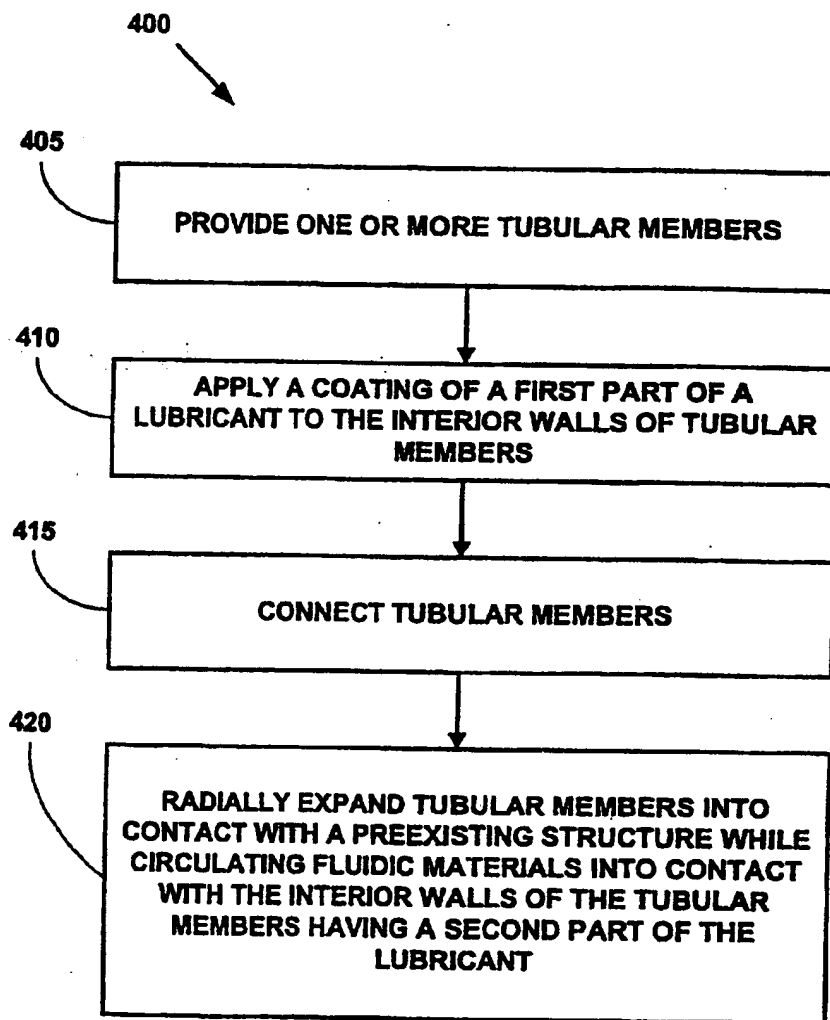 400
405
PROVIDE ONE OR MORE TUBULAR MEMBERS
410
APPLY A COATING OF A FIRST PART OF A
LUBRICANT TO THE INTERIOR WALLS OF TUBULAR
MEMBERS
415
CONNECT TUBULAR MEMBERS
420
RADIALLY EXPAND TUBULAR MEMBERS INTO
CONTACT WITH A PREEXISTING STRUCTURE WHILE
CIRCULATING FLUIDIC MATERIALS INTO CONTACT
WITH THE INTERIOR WALLS OF THE TUBULAR
MEMBERS HAVING A SECOND PART OF THE
LUBRICANT